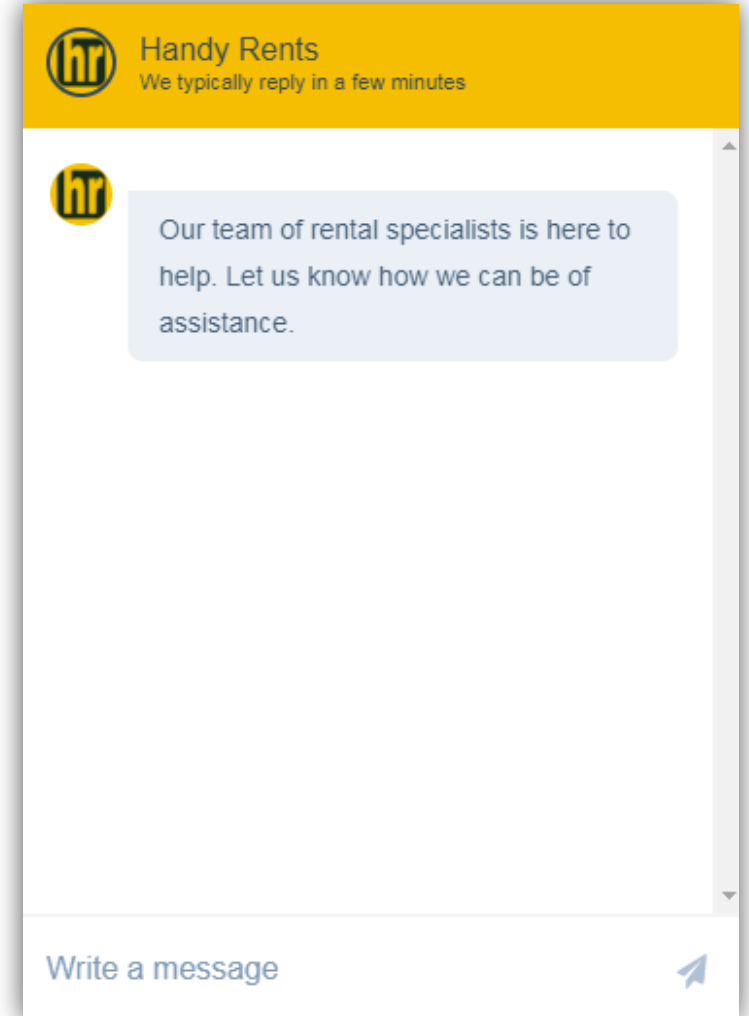 hr
Handy Rents
We typically reply in a few minutes
hr
Our team of rental specialists is here to
help. Let us know how we can be of
assistance.
Write a message